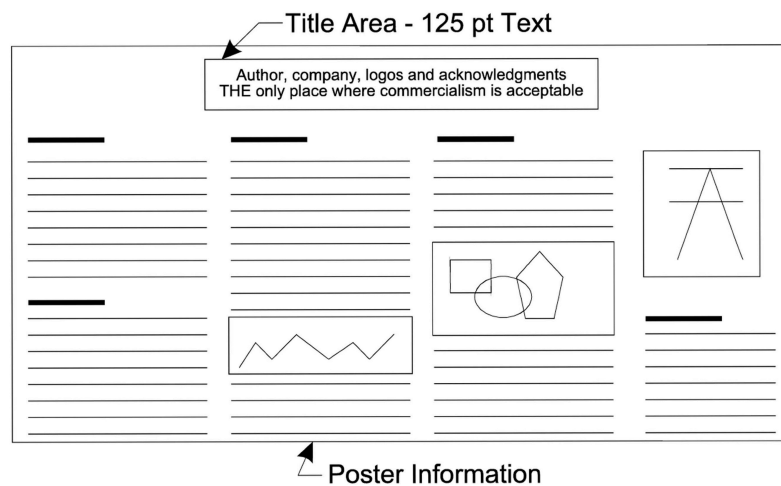 Title Area - 125 pt Text
Author, company, logos and acknowledgments
THE only place where commercialism is acceptable
Poster Information